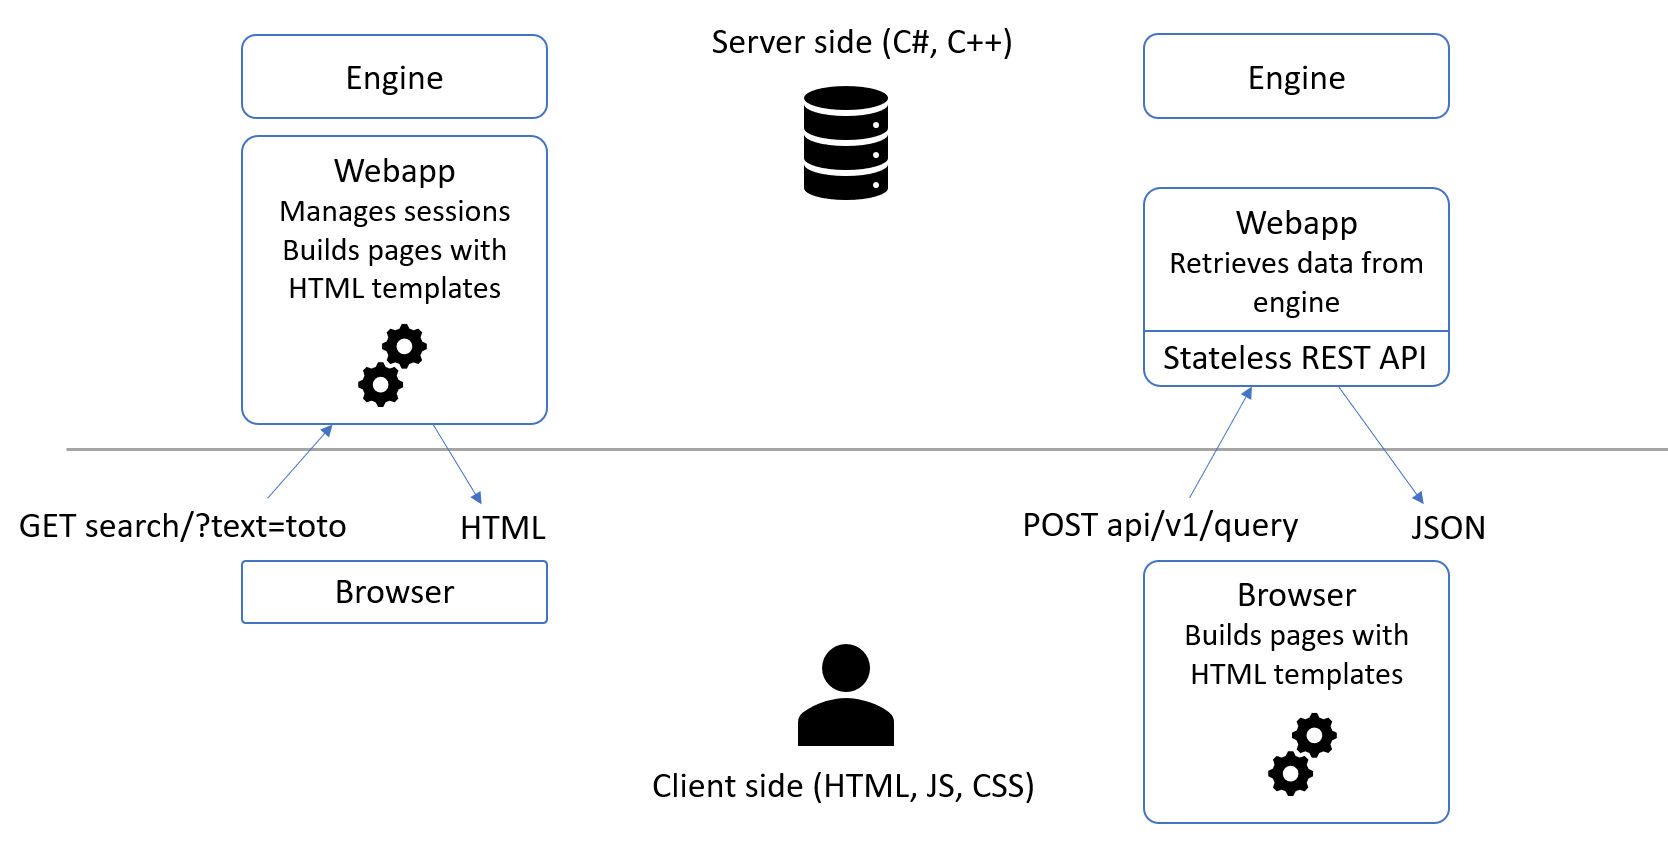 Server side (C#, C++)
Engine
Webapp
Manages sessions
Builds pages with
HTML templates
GET search/?text=toto
HTML
Browser
Engine
Webapp
Retrieves data from
engine
Stateless REST API
POST api/v1/query
JSON
Browser
Builds pages with
HTML templates
Client side (HTML, JS, CSS)